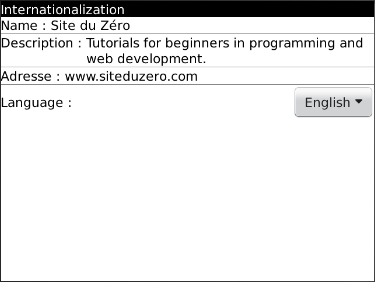 Internationalization
Name : Site du Zéro
Description : Tutorials for beginners in programming and
web development.
Adresse : www.siteduzero.com
Language :
English